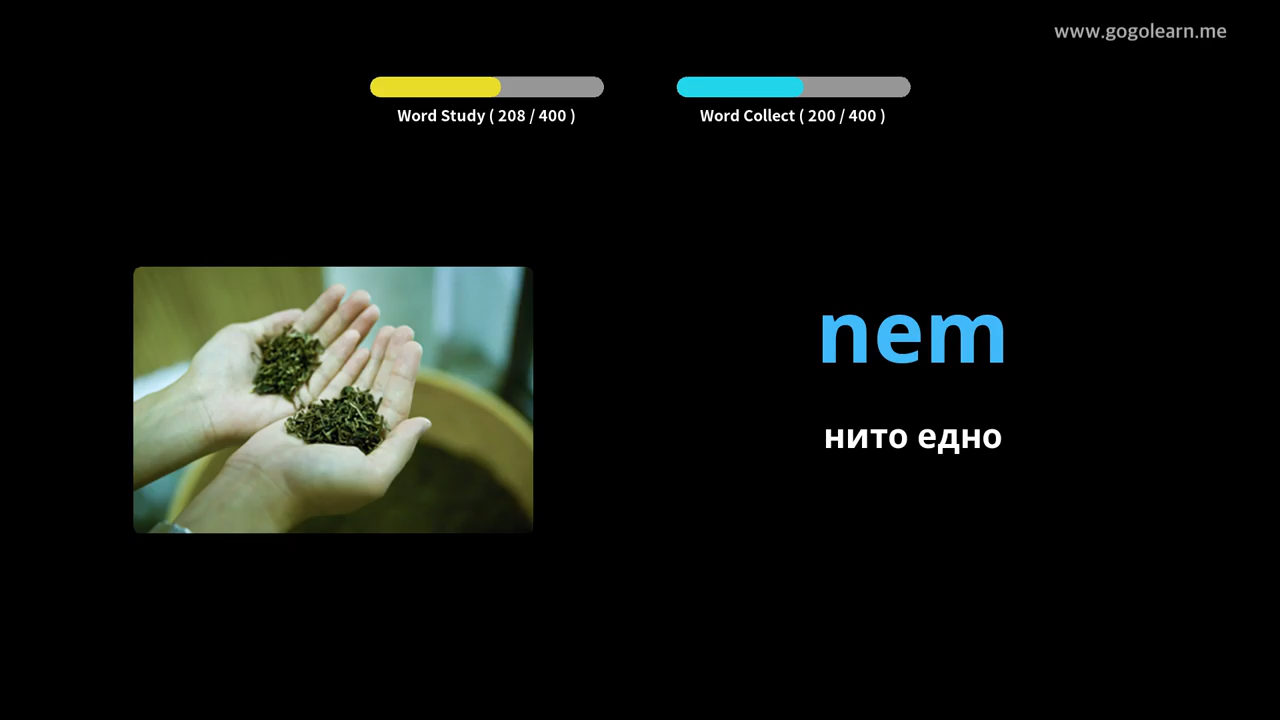 www.gogolearn.me
Word Study ( 208 / 400 )
Word Collect ( 200 / 400 )
nem
нито едно